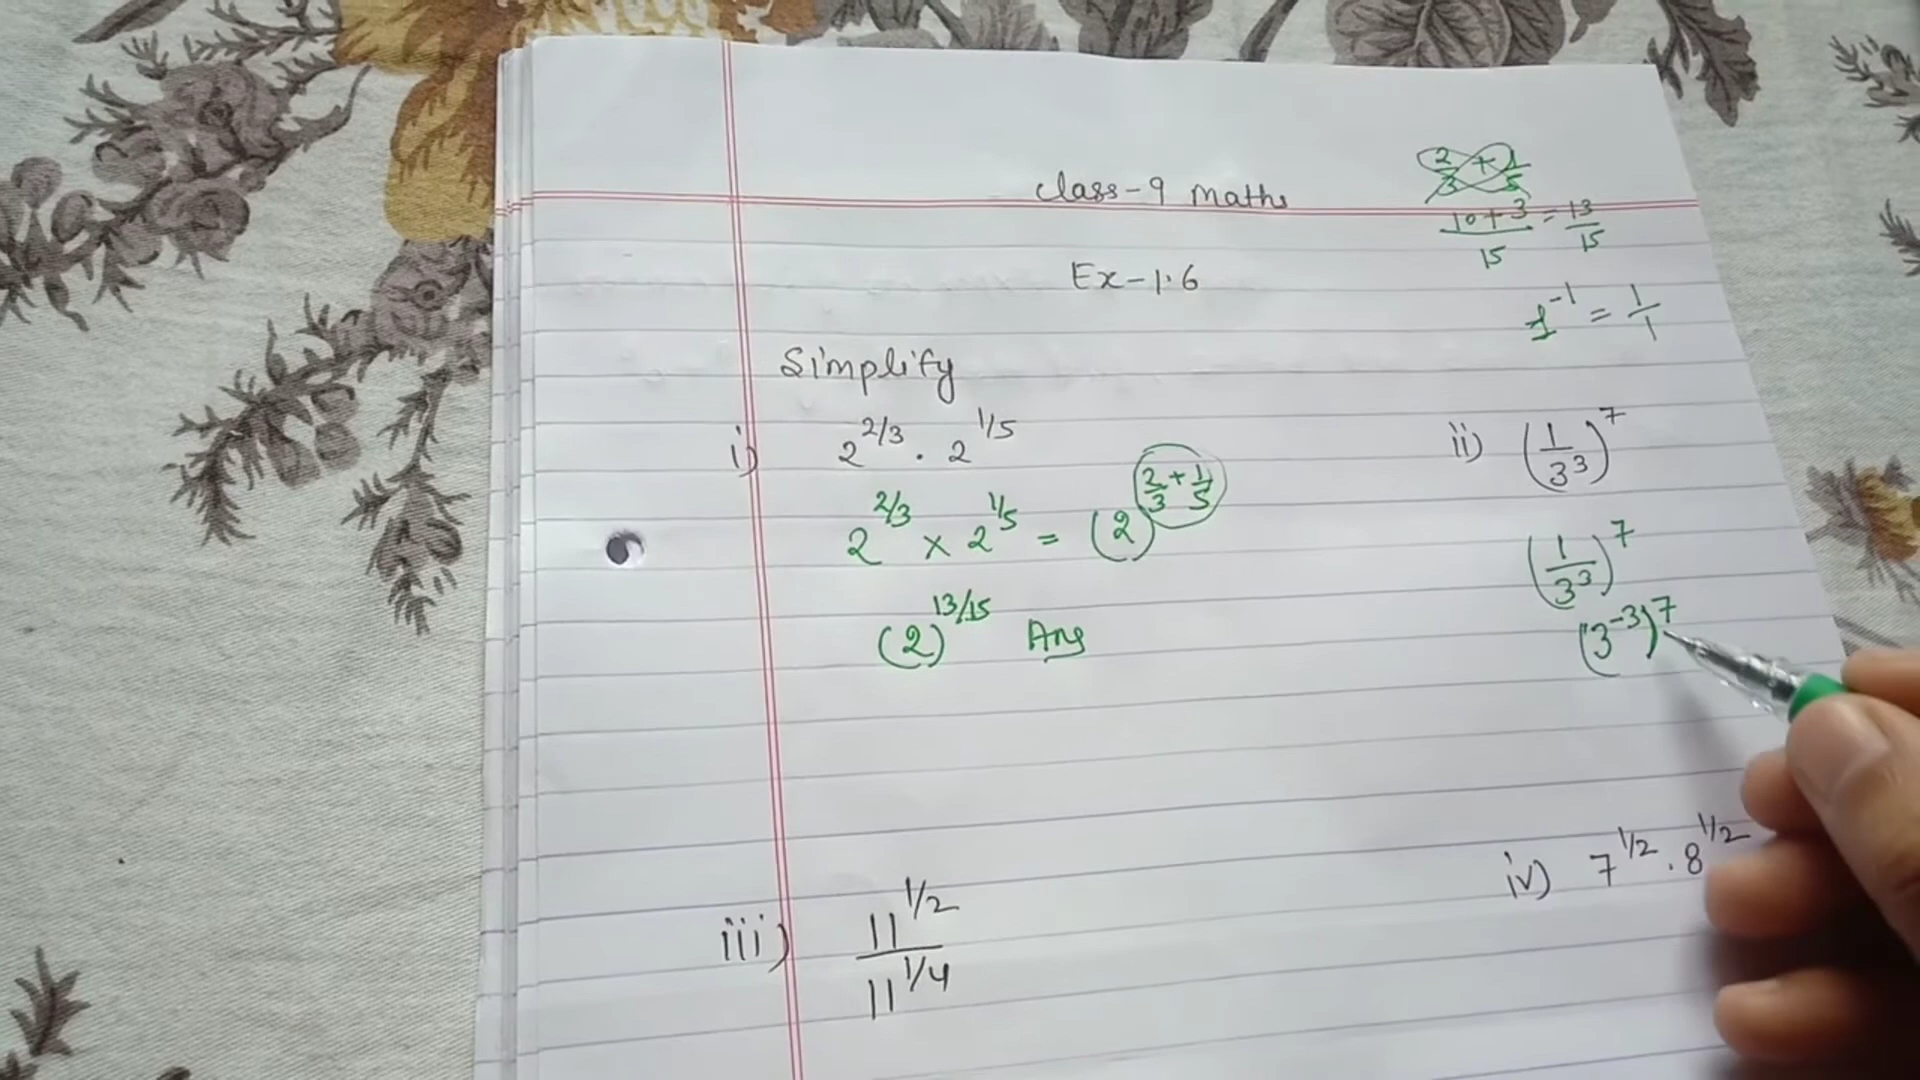 Class-9 Maths
2/3 + 1/5
10+3/15 = 13/15
Ex-1.6
1^-1 = 1/1
Simplify
i) 2^2/3 . 2^1/5
2^2/3 × 2^1/5 = (2)^2/3+1/5
(2)^13/15 Ans
ii) (1/3^3)^7
(1/3^3)^7
(3^-3)^7
iii) 11^1/2 / 11^1/4
iv) 7^1/2 . 8^1/2